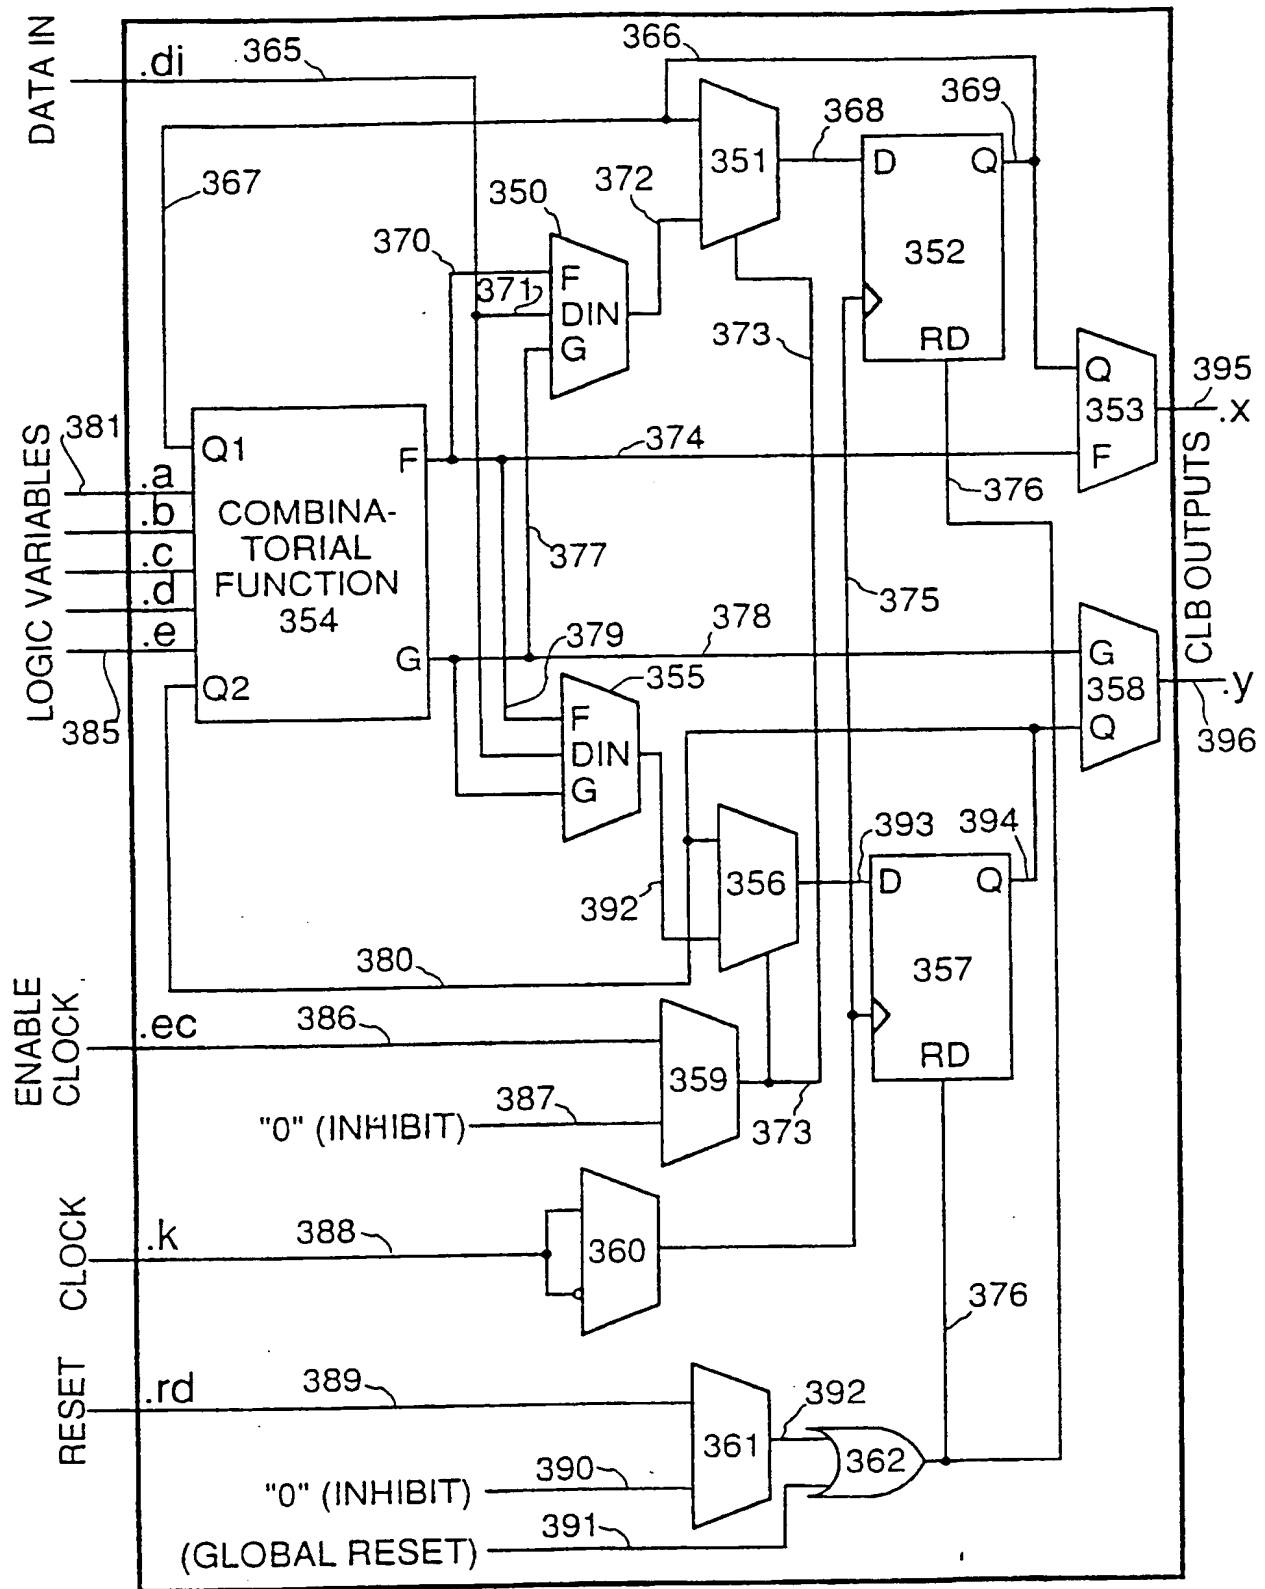 DATA IN
.di
365
366
369
368
351
D
Q
352
RD
367
372
350
370
371
F
DIN
G
373
Q
353
F
395
.x
381
LOGIC VARIABLES
.a
.b
.c
.d
.e
385
Q1
COMBINA-
TORIAL
FUNCTION
354
Q2
F
G
374
376
377
375
CLB OUTPUTS
379
378
355
F
DIN
G
G
358
Q
.y
396
393
394
356
D
Q
357
RD
392
380
ENABLE
CLOCK
.ec
386
359
387
"0" (INHIBIT)
373
CLOCK
.k
388
360
376
RESET
.rd
389
392
361
362
390
"0" (INHIBIT)
391
(GLOBAL RESET)